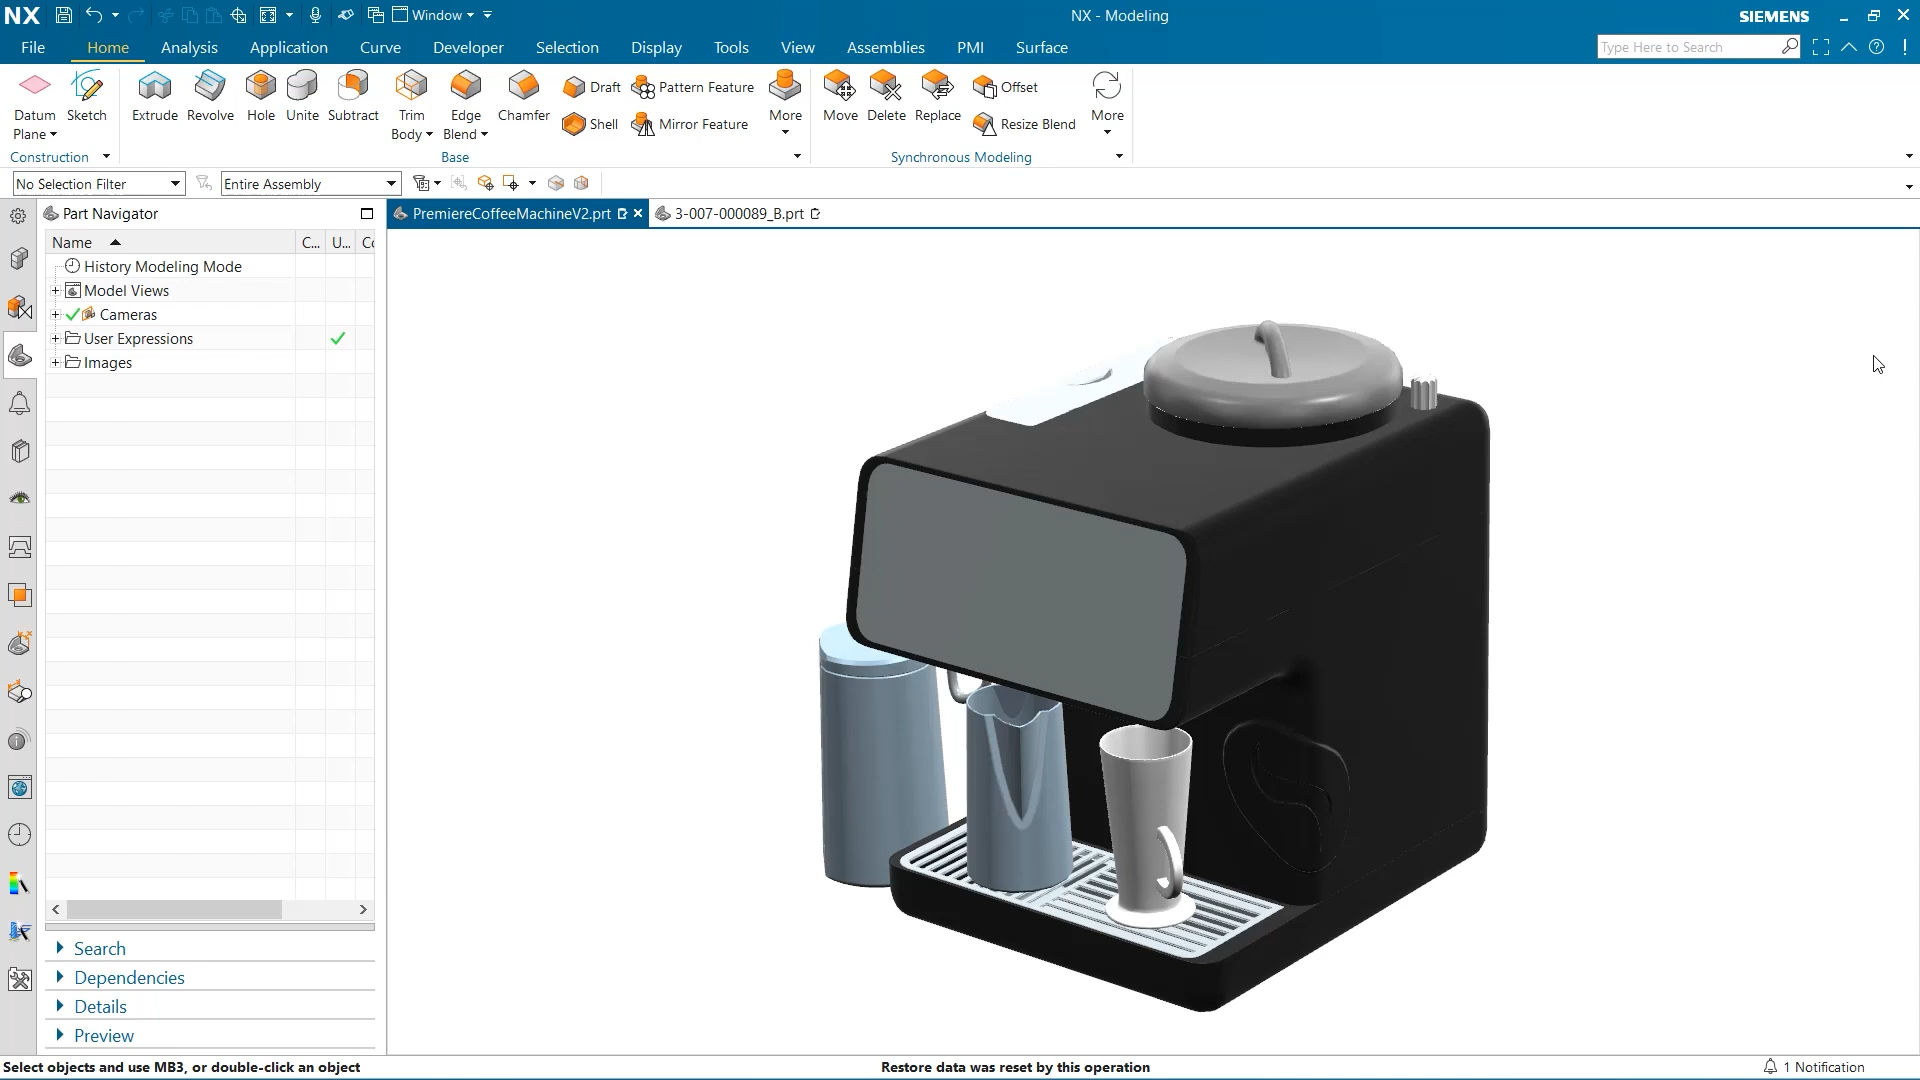 NX
Window
NX - Modeling
SIEMENS
File
Home
Analysis
Application
Curve
Developer
Selection
Display
Tools
View
Assemblies
PMI
Surface
Type Here to Search
Datum
Plane
Sketch
Extrude
Revolve
Hole
Unite
Subtract
Trim
Body
Edge
Blend
Chamfer
Draft
Shell
Pattern Feature
Mirror Feature
More
Move
Delete
Replace
Offset
Resize Blend
More
Construction
Base
Synchronous Modeling
No Selection Filter
Entire Assembly
Part Navigator
PremiereCoffeeMachineV2.prt
3-007-000089_B.prt
Name
C...
U...
Cc
History Modeling Mode
Model Views
Cameras
User Expressions
Images
Search
Dependencies
Details
Preview
Select objects and use MB3, or double-click an object
Restore data was reset by this operation
1 Notification